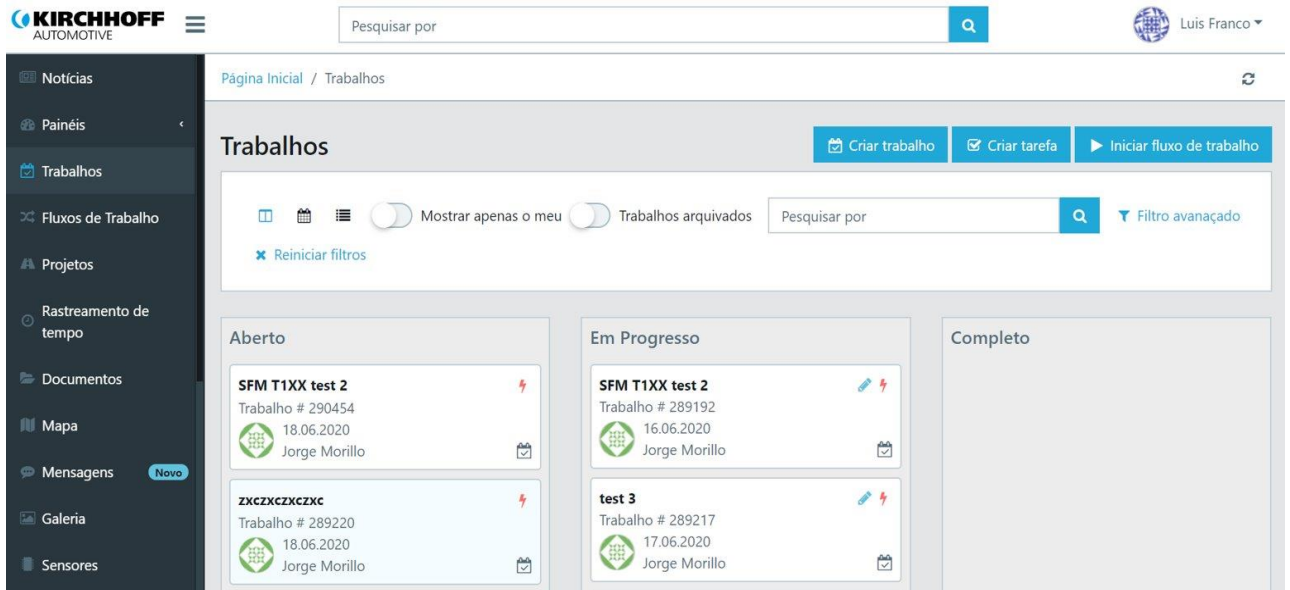 KIRCHHOFF
AUTOMOTIVE
Pesquisar por
Luis Franco
Notícias
Painéis
Trabalhos
Fluxos de Trabalho
Projetos
Rastreamento de
tempo
Documentos
Mapa
Mensagens Novo
Galeria
Sensores
Página Inicial / Trabalhos
Trabalhos
Criar trabalho
Criar tarefa
Iniciar fluxo de trabalho
Mostrar apenas o meu
Trabalhos arquivados
Pesquisar por
Filtro avanaçado
Reiniciar filtros
Aberto
SFM T1XX test 2
Trabalho # 290454
18.06.2020
Jorge Morillo
zxczxczxczxc
Trabalho # 289220
18.06.2020
Jorge Morillo
Em Progresso
SFM T1XX test 2
Trabalho # 289192
16.06.2020
Jorge Morillo
test 3
Trabalho # 289217
17.06.2020
Jorge Morillo
Completo